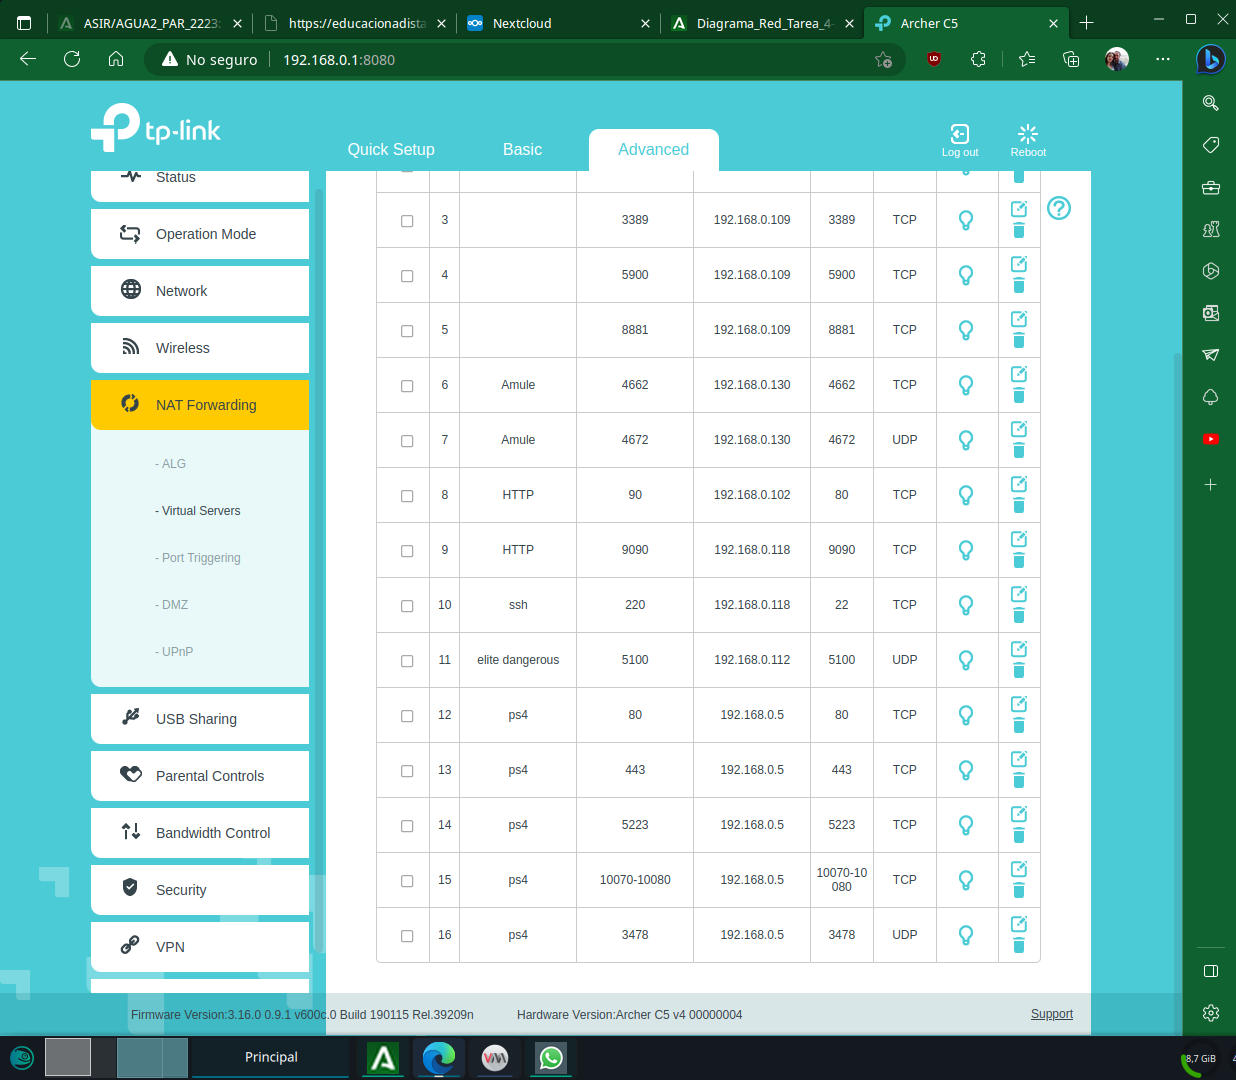 ASIR/AGUA2_PAR_2223:
https://educacionadista
Nextcloud
Diagrama_Red_Tarea_4-
Archer C5
No seguro
192.168.0.1:8080
tp-link
Quick Setup
Basic
Advanced
Log out
Reboot
Status
Operation Mode
Network
Wireless
NAT Forwarding
- ALG
- Virtual Servers
- Port Triggering
- DMZ
- UPnP
USB Sharing
Parental Controls
Bandwidth Control
Security
VPN
3 3389 192.168.0.109 3389 TCP
4 5900 192.168.0.109 5900 TCP
5 8881 192.168.0.109 8881 TCP
6 Amule 4662 192.168.0.130 4662 TCP
7 Amule 4672 192.168.0.130 4672 UDP
8 HTTP 90 192.168.0.102 80 TCP
9 HTTP 9090 192.168.0.118 9090 TCP
10 ssh 220 192.168.0.118 22 TCP
11 elite dangerous 5100 192.168.0.112 5100 UDP
12 ps4 80 192.168.0.5 80 TCP
13 ps4 443 192.168.0.5 443 TCP
14 ps4 5223 192.168.0.5 5223 TCP
15 ps4 10070-10080 192.168.0.5 10070-10
080 TCP
16 ps4 3478 192.168.0.5 3478 UDP
Firmware Version:3.16.0 0.9.1 v600c.0 Build 190115 Rel.39209n
Hardware Version:Archer C5 v4 00000004
Support
Principal
8,7 GiB